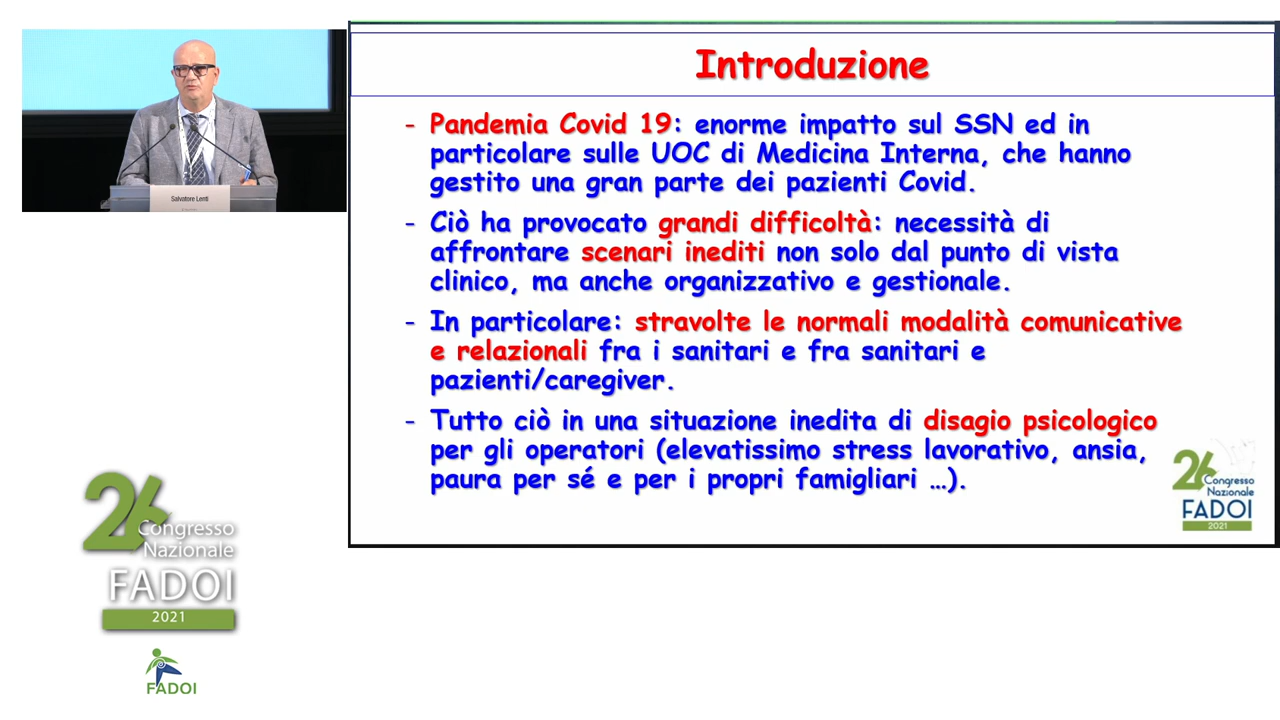 Salvatore Lenti
Introduzione
- Pandemia Covid 19: enorme impatto sul SSN ed in
particolare sulle UOC di Medicina Interna, che hanno
gestito una gran parte dei pazienti Covid.
- Ciò ha provocato grandi difficoltà: necessità di
affrontare scenari inediti non solo dal punto di vista
clinico, ma anche organizzativo e gestionale.
- In particolare: stravolte le normali modalità comunicative
e relazionali fra i sanitari e fra sanitari e
pazienti/caregiver.
- Tutto ciò in una situazione inedita di disagio psicologico
per gli operatori (elevatissimo stress lavorativo, ansia,
paura per sé e per i propri famigliari …).
26
Congresso
Nazionale
FADOI
2021
26
Congresso
Nazionale
FADOI
2021
FADOI